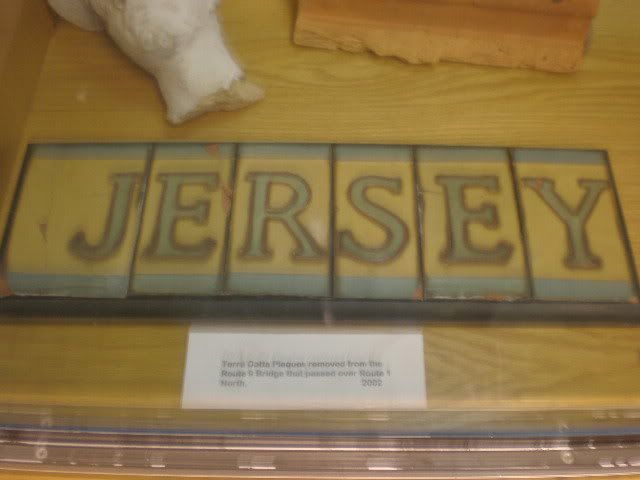 JERSEY
Terra Cotta Plaques removed from the
Route 9 Bridge that passed over Route 1
North. 2002